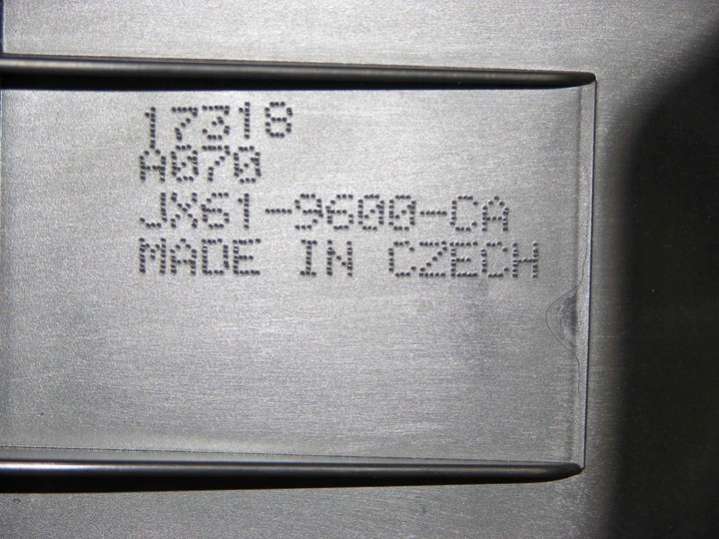 17318
A070
JX61-9600-CA
MADE IN CZECH